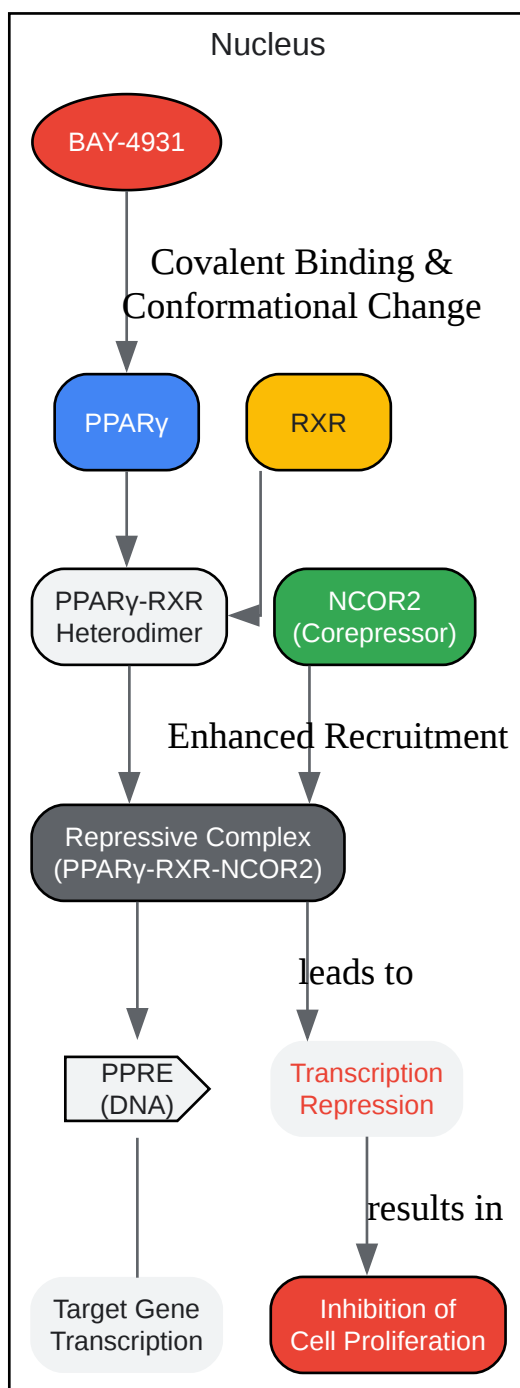 Nucleus
BAY-4931
Covalent Binding &
Conformational Change
PPARγ
RXR
PPARγ-RXR
Heterodimer
NCOR2
(Corepressor)
Enhanced Recruitment
Repressive Complex
(PPARγ-RXR-NCOR2)
leads to
PPRE
(DNA)
Transcription
Repression
results in
Target Gene
Transcription
Inhibition of
Cell Proliferation